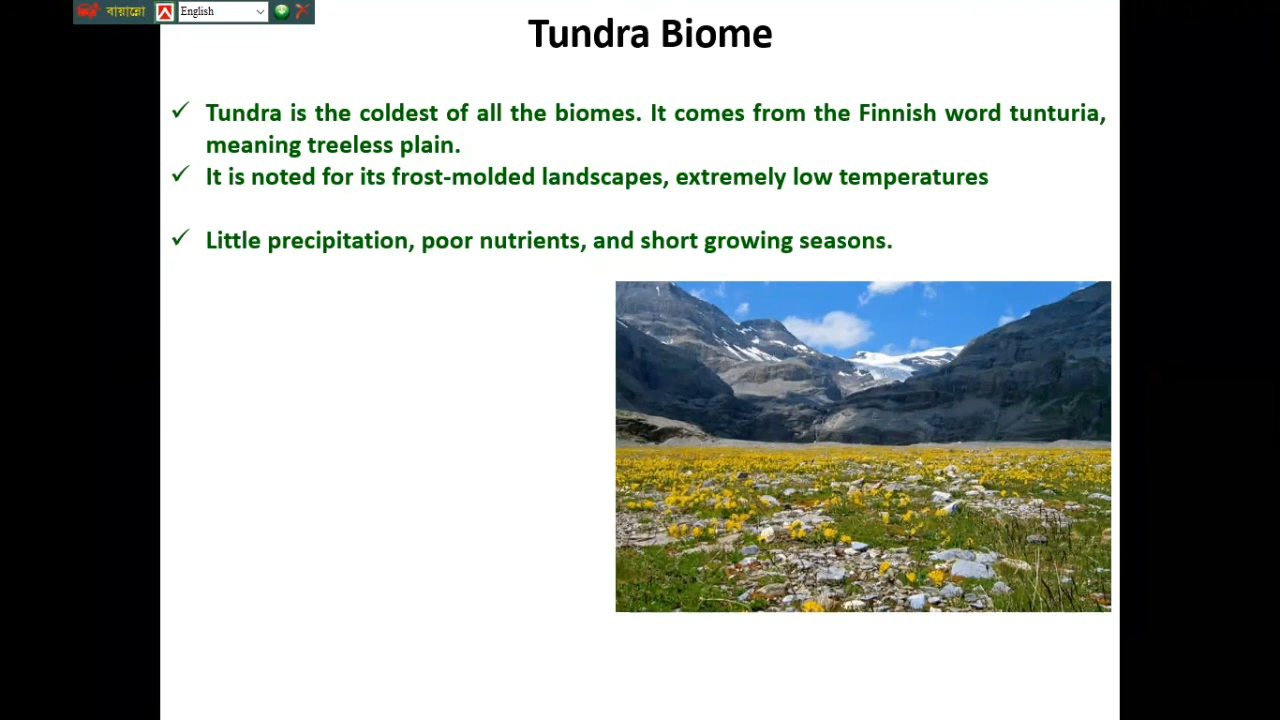 বায়ান্নো English
Tundra Biome
✓ Tundra is the coldest of all the biomes. It comes from the Finnish word tunturia,
meaning treeless plain.
✓ It is noted for its frost-molded landscapes, extremely low temperatures
✓ Little precipitation, poor nutrients, and short growing seasons.